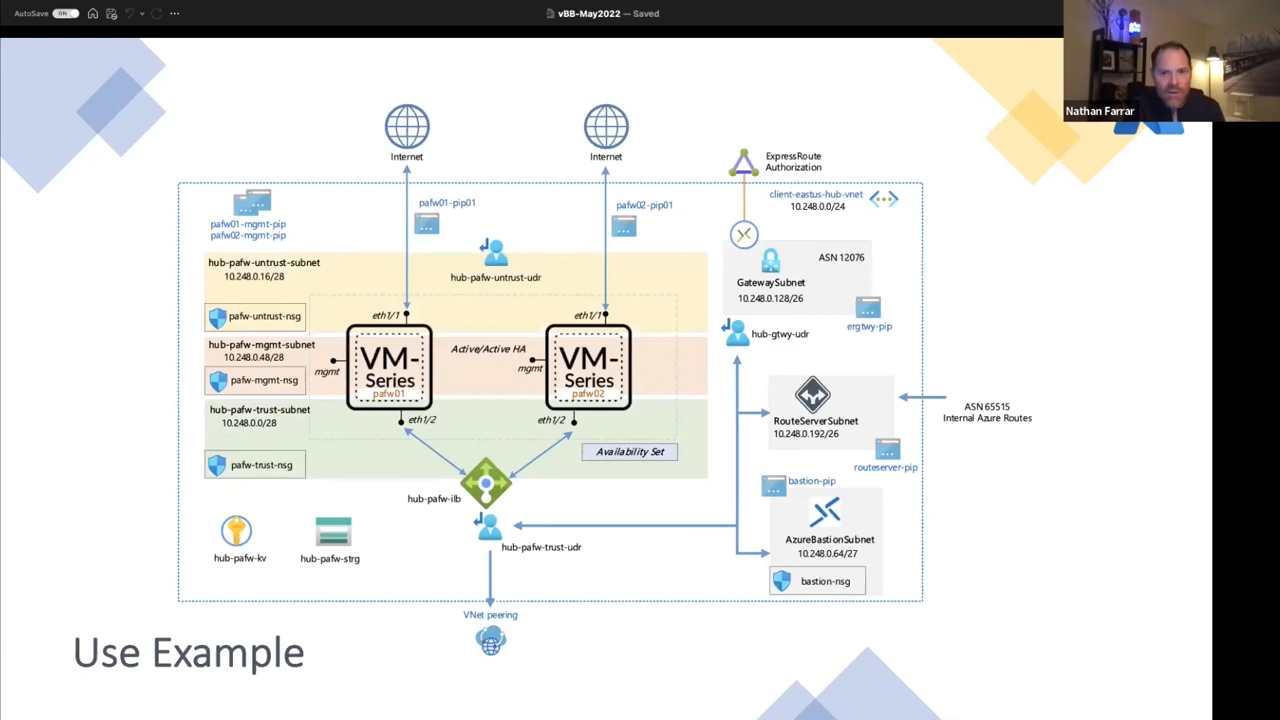 AutoSave ON
vBB-May2022 — Saved
Nathan Farrar
Internet
Internet
ExpressRoute
Authorization
client-eastus-hub-vnet
10.248.0.0/24
pafw01-mgmt-pip
pafw02-mgmt-pip
pafw01-pip01
pafw02-pip01
hub-pafw-untrust-subnet
10.248.0.16/28
hub-pafw-untrust-udr
ASN 12076
GatewaySubnet
10.248.0.128/26
pafw-untrust-nsg
eth1/1
eth1/1
ergtwy-pip
hub-gtwy-udr
hub-pafw-mgmt-subnet
10.248.0.48/28
pafw-mgmt-nsg
mgmt
VM-
Series
pafw01
Active/Active HA
mgmt
VM-
Series
pafw02
hub-pafw-trust-subnet
10.248.0.0/28
eth1/2
eth1/2
pafw-trust-nsg
Availability Set
RouteServerSubnet
10.248.0.192/26
ASN 65515
Internal Azure Routes
routeserver-pip
hub-pafw-ilb
bastion-pip
hub-pafw-kv
hub-pafw-strg
hub-pafw-trust-udr
AzureBastionSubnet
10.248.0.64/27
bastion-nsg
VNet peering
Use Example